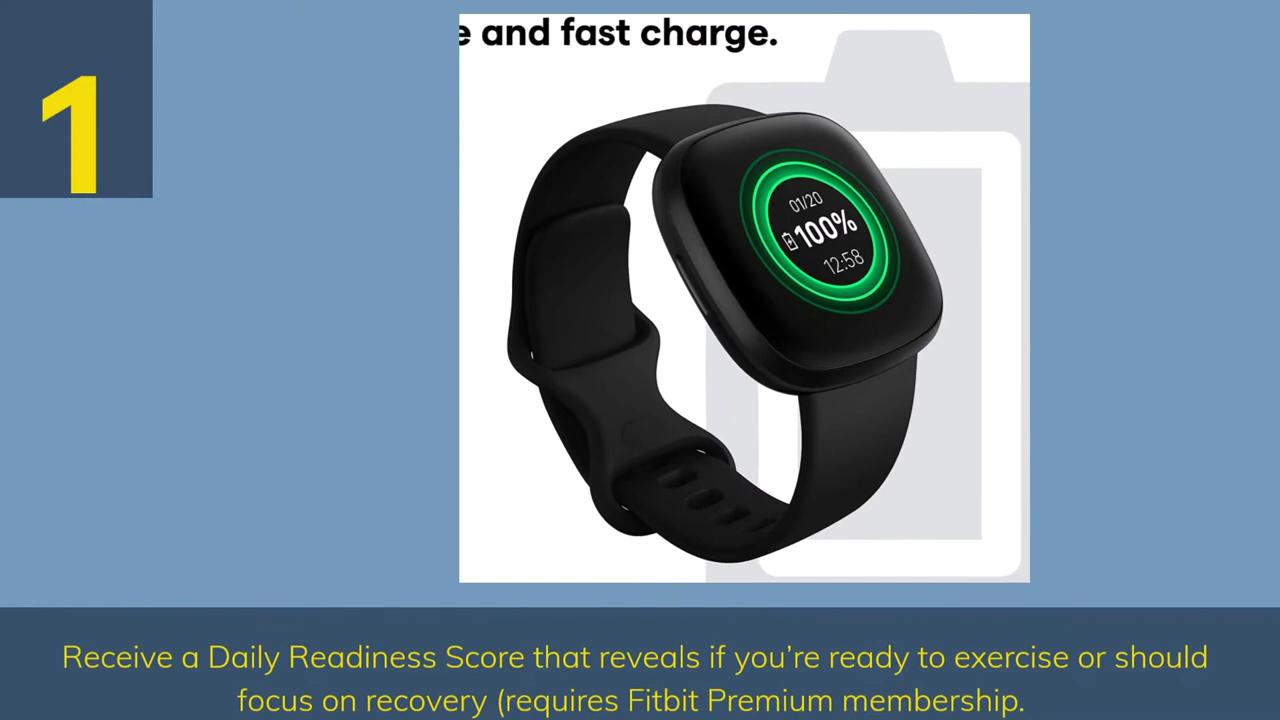 1
e and fast charge.
01/20
100%
12:58
Receive a Daily Readiness Score that reveals if you’re ready to exercise or should
focus on recovery (requires Fitbit Premium membership.